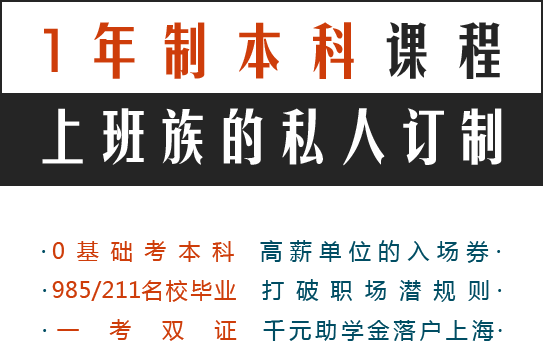 1年制本科课程
上班族的私人订制
·0基础考本科 高薪单位的入场券·
·985/211名校毕业 打破职场潜规则·
·一考双证 千元助学金落户上海·